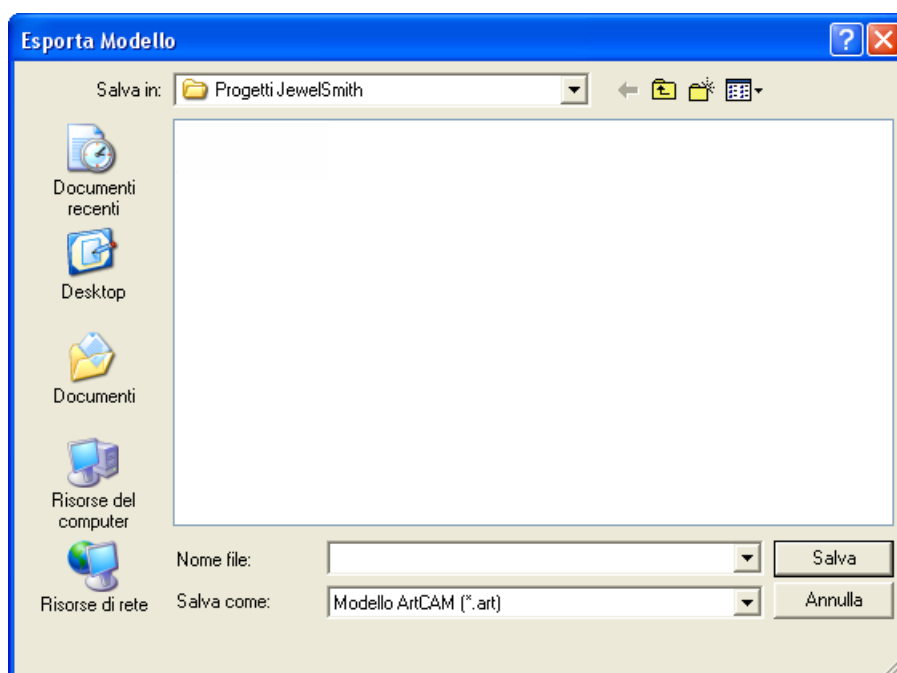 Esporta Modello
Salva in:
Progetti JewelSmith
Documenti
recenti
Desktop
Documenti
Risorse del
computer
Risorse di rete
Nome file:
Salva
Salva come:
Modello ArtCAM (*.art)
Annulla